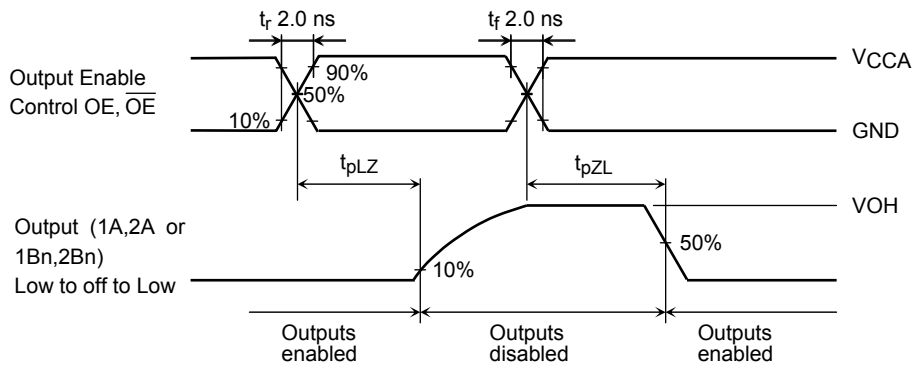 tr 2.0 ns
tf 2.0 ns
Output Enable
Control OE, OE
90%
50%
10%
VCCA
GND
tpLZ
tpZL
Output (1A,2A or
1Bn,2Bn)
Low to off to Low
10%
50%
VOH
Outputs
enabled
Outputs
disabled
Outputs
enabled